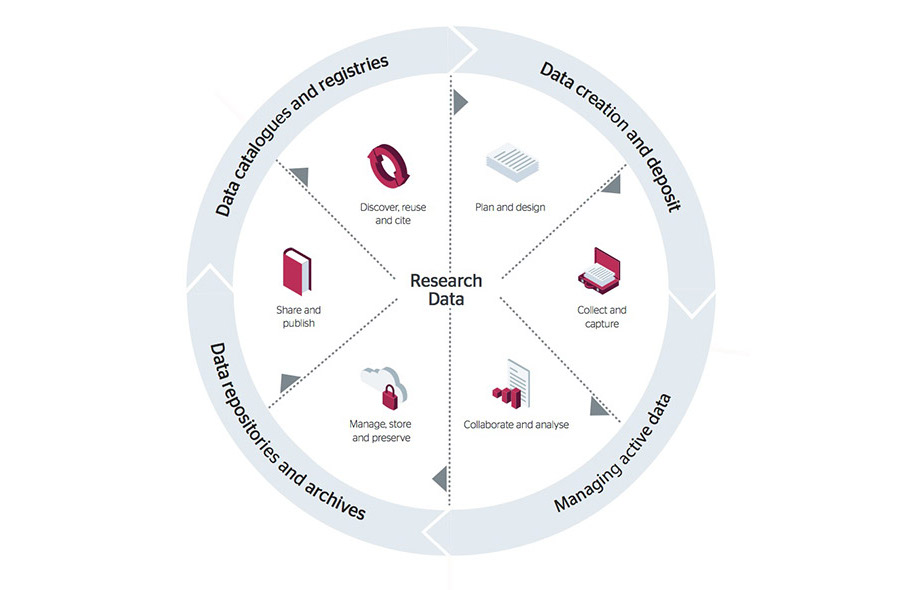 Data catalogues and registries
Data creation and deposit
Discover, reuse
and cite
Plan and design
Research
Data
Share and
publish
Collect and
capture
Manage, store
and preserve
Collaborate and analyse
Data repositories and archives
Managing active data